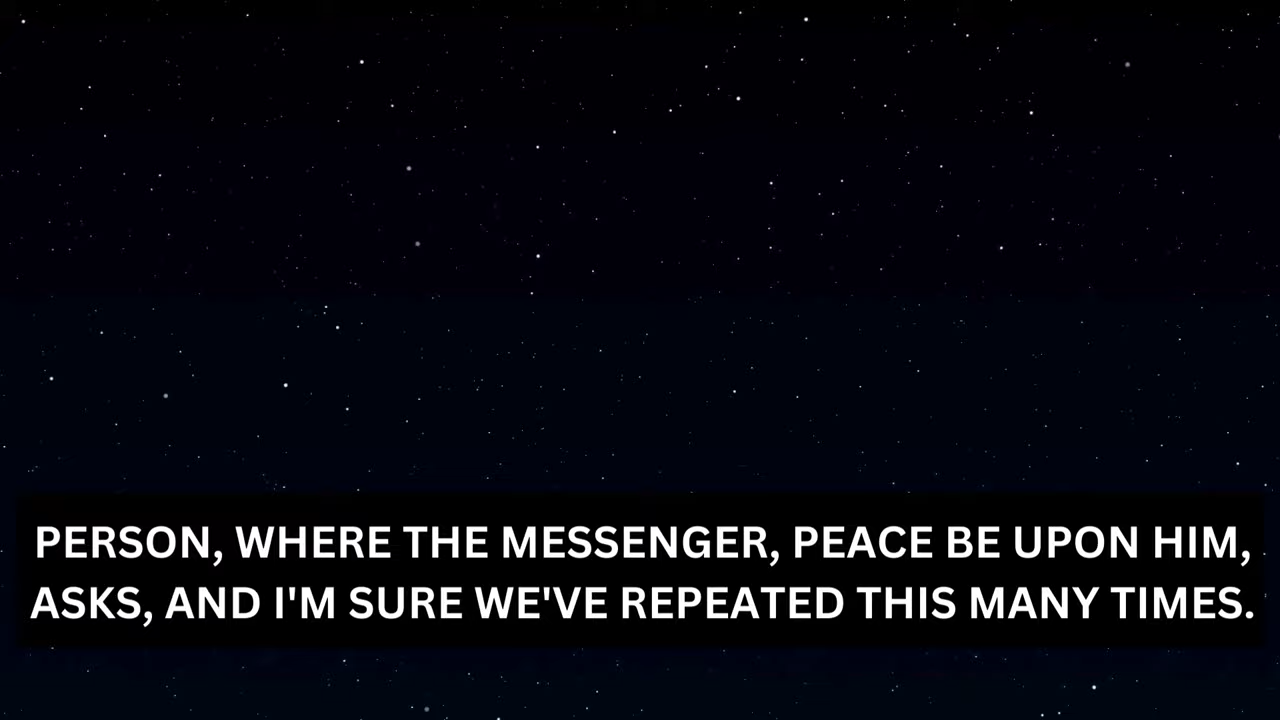 PERSON, WHERE THE MESSENGER, PEACE BE UPON HIM,
ASKS, AND I'M SURE WE'VE REPEATED THIS MANY TIMES.